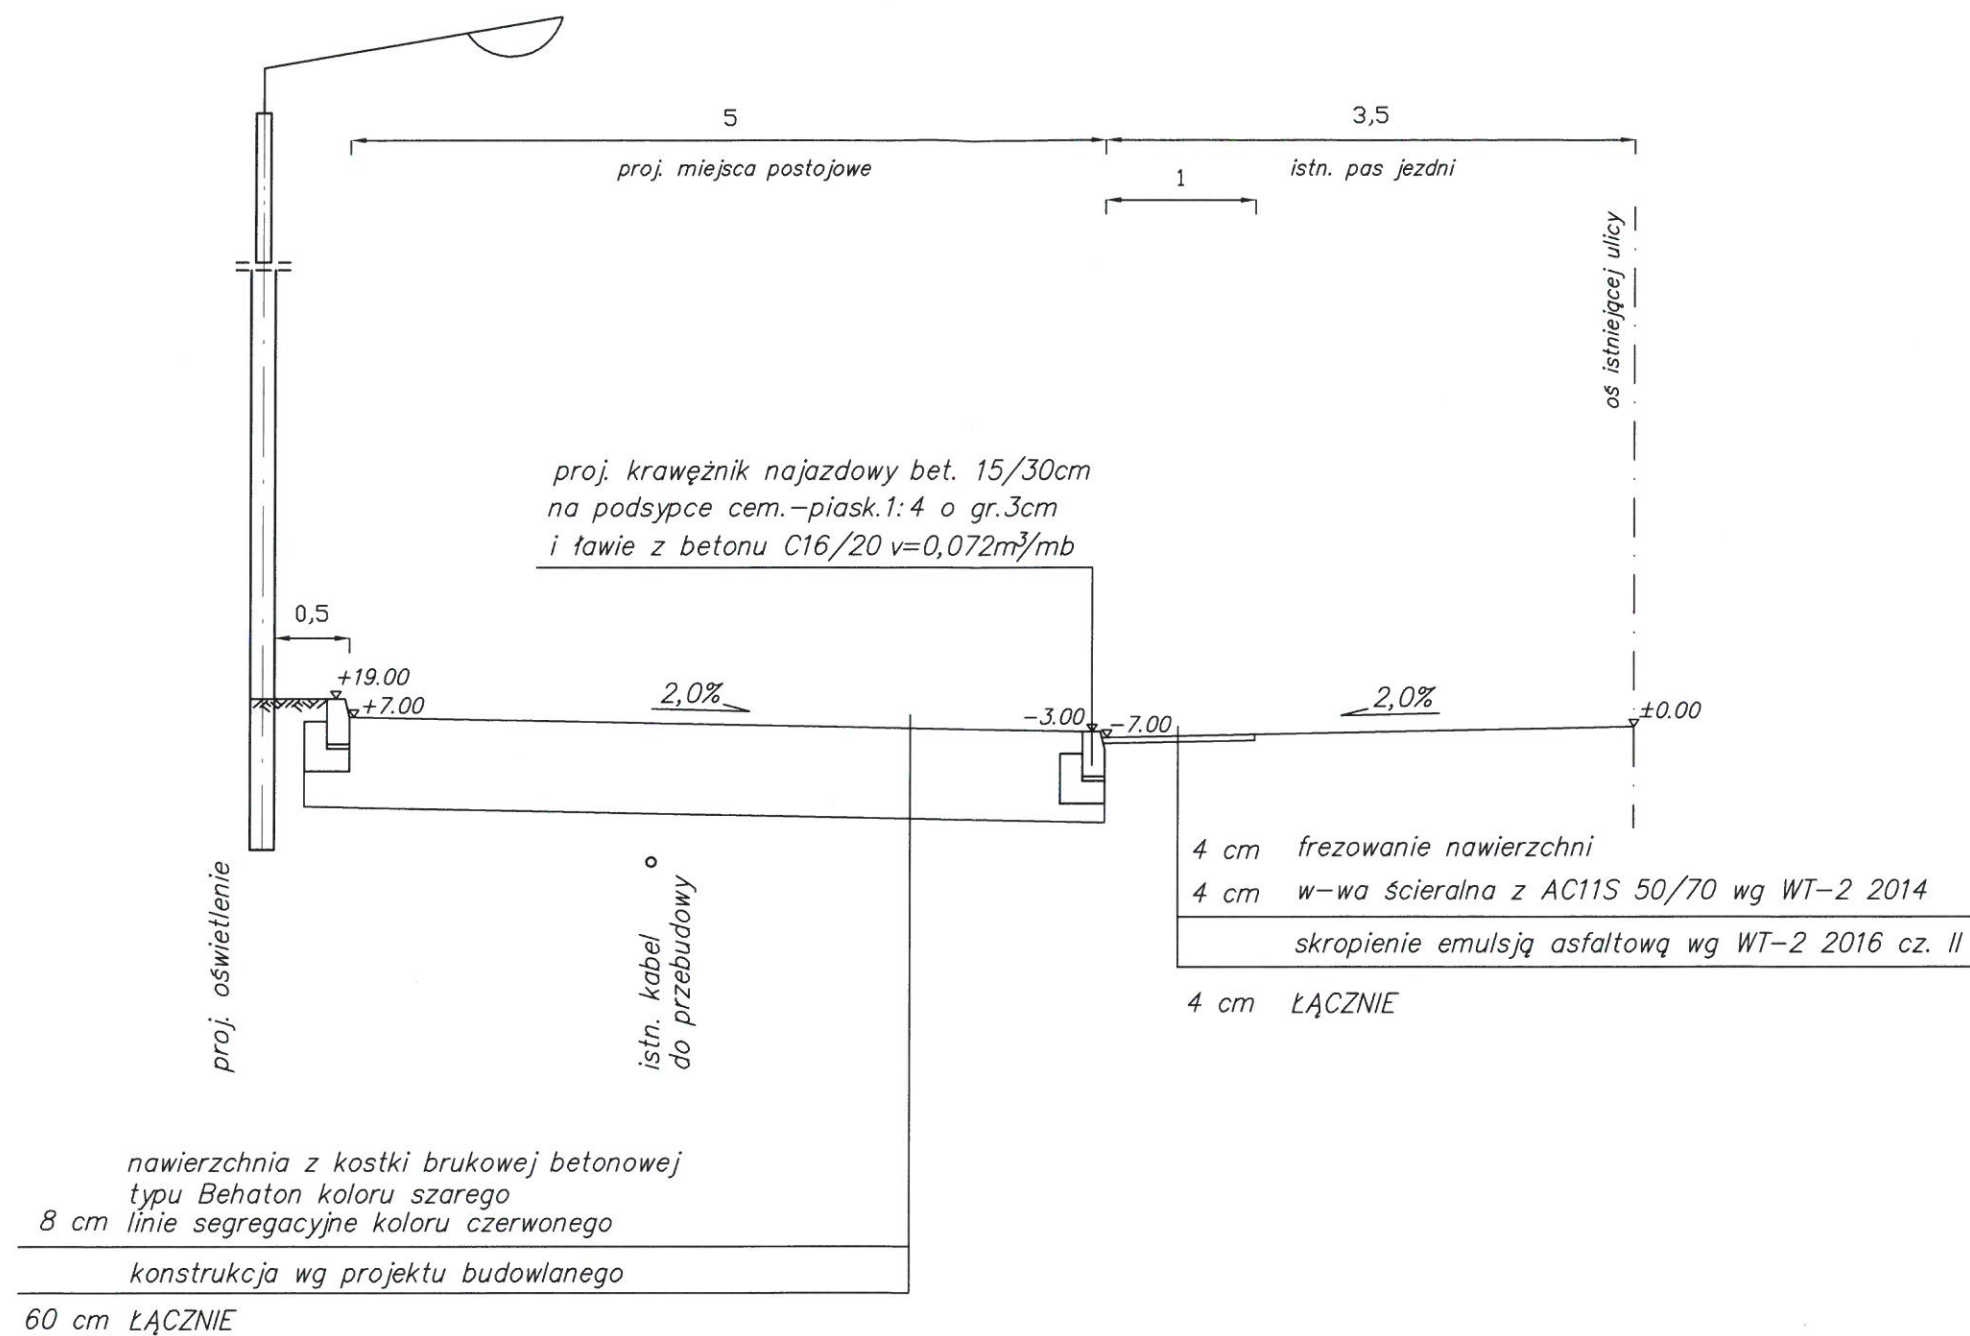 5
3,5
proj. miejsca postojowe
istn. pas jezdni
1
oś istniejącej ulicy
proj. krawężnik najazdowy bet. 15/30cm
na podsypce cem.-piask.1:4 o gr.3cm
i ławie z betonu C16/20 v=0,072m³/mb
0,5
+19.00
+7.00
2,0%
-3.00
-7.00
2,0%
±0.00
proj. oświetlenie
istn. kabel
do przebudowy
4 cm frezowanie nawierzchni
4 cm w-wa ścieralna z AC11S 50/70 wg WT-2 2014
skropienie emulsją asfaltową wg WT-2 2016 cz. II
4 cm ŁĄCZNIE
nawierzchnia z kostki brukowej betonowej
typu Behaton koloru szarego
8 cm linie segregacyjne koloru czerwonego
konstrukcja wg projektu budowlanego
60 cm ŁĄCZNIE